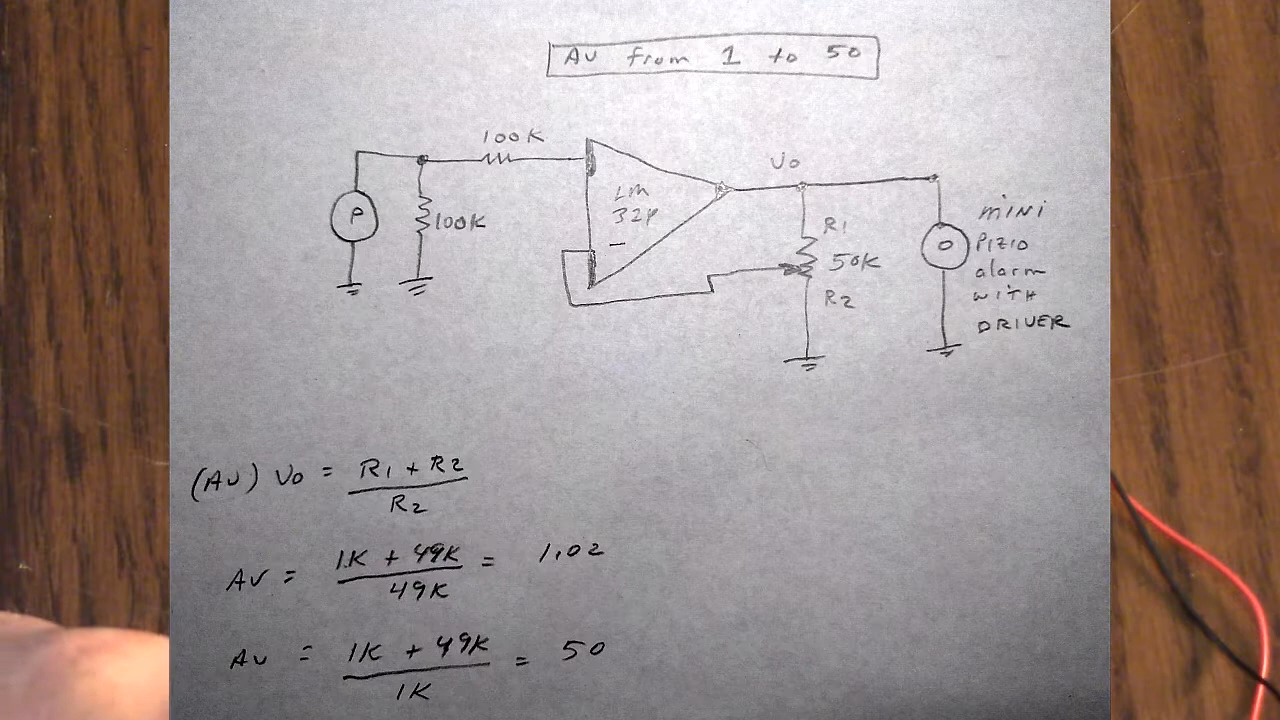 AV from 1 to 50
100K
P
100K
LM
324
-
Vo
R1
50K
R2
O
MiNi
PIZIO
alarm
WITH
DRIVER
(AV) Vo = R1 + R2
R2
AV = 1K + 49K = 1.02
49K
AV = 1K + 49K = 50
1K